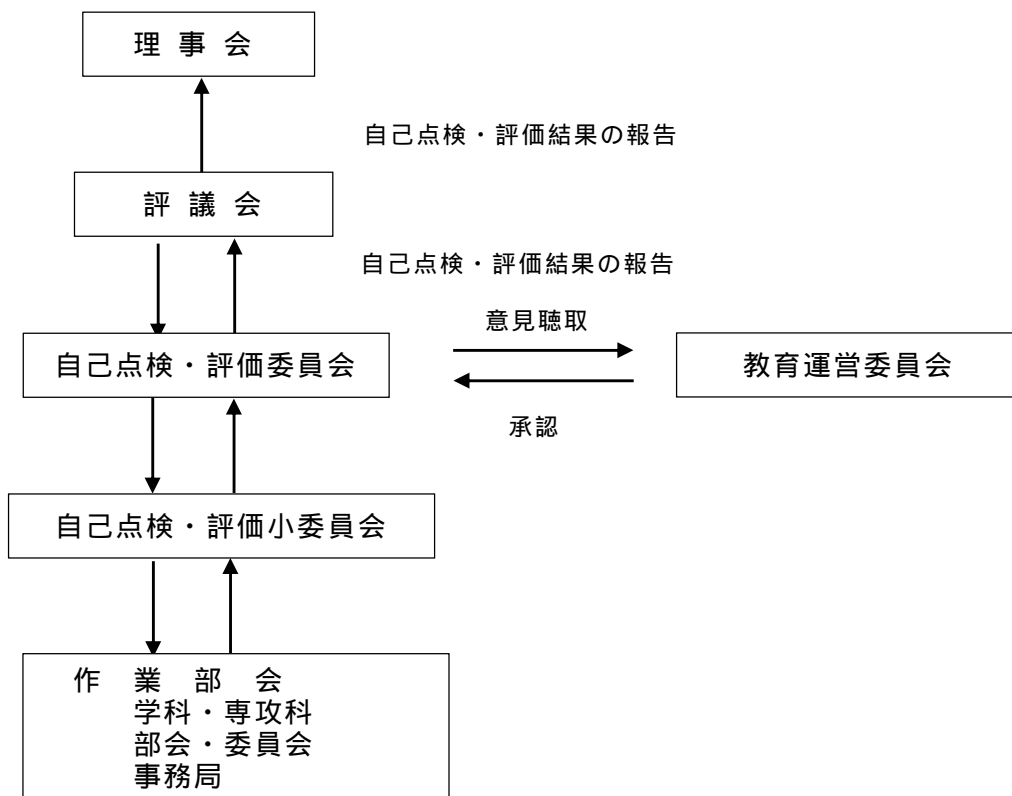 理事会
自己点検・評価結果の報告
評議会
自己点検・評価結果の報告
意見聴取
自己点検・評価委員会
教育運営委員会
承認
自己点検・評価小委員会
作業部会
学科・専攻科
部会・委員会
事務局